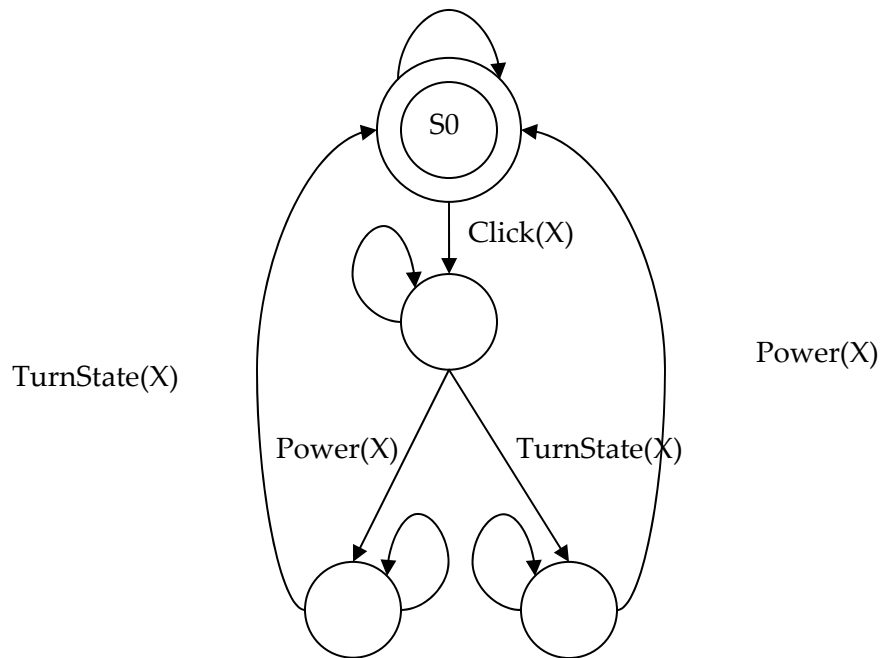 S0
Click(X)
Power(X)
TurnState(X)
Power(X)
TurnState(X)